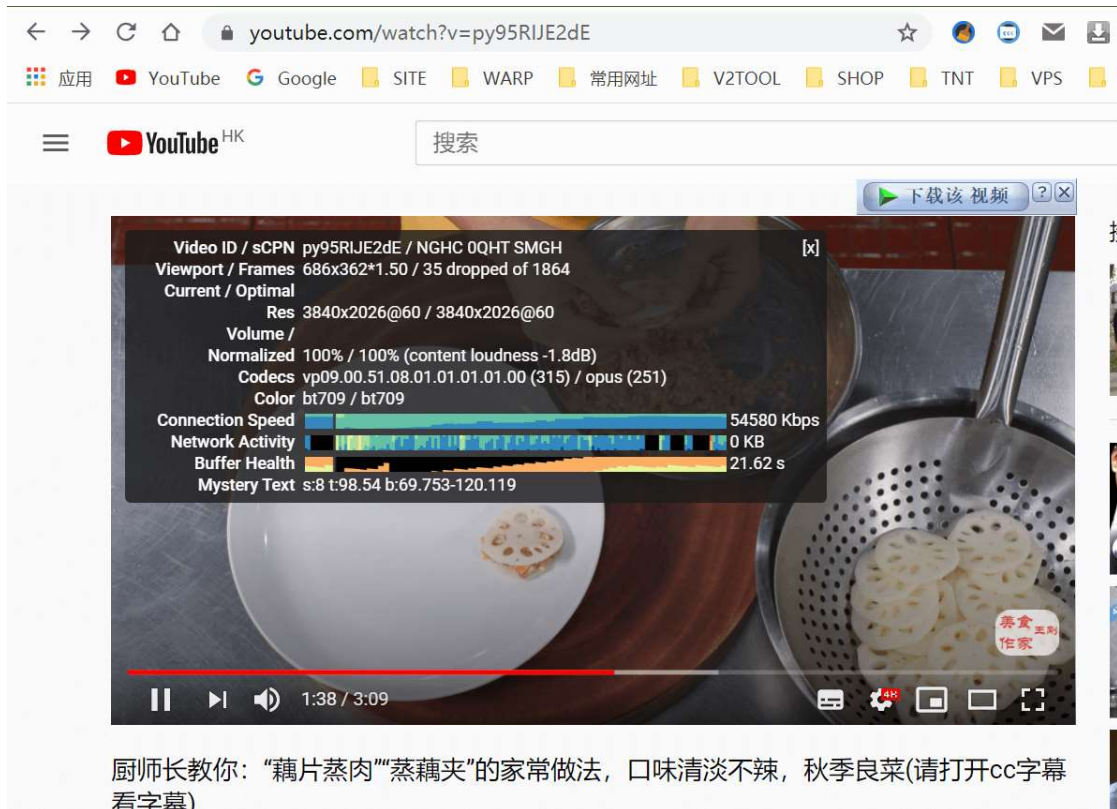 youtube.com/watch?v=py95RIJE2dE
应用 YouTube Google SITE WARP 常用网址 V2TOOL SHOP TNT VPS
YouTube HK
搜索
下载该 视频
Video ID / sCPN py95RIJE2dE / NGHC 0QHT SMGH [x]
Viewport / Frames 686x362*1.50 / 35 dropped of 1864
Current / Optimal
Res 3840x2026@60 / 3840x2026@60
Volume /
Normalized 100% / 100% (content loudness -1.8dB)
Codecs vp09.00.51.08.01.01.01.01.00 (315) / opus (251)
Color bt709 / bt709
Connection Speed 54580 Kbps
Network Activity 0 KB
Buffer Health 21.62 s
Mystery Text s:8 t:98.54 b:69.753-120.119
美食
作家 王刚
1:38 / 3:09 4K
厨师长教你：“藕片蒸肉”“蒸藕夹”的家常做法，口味清淡不辣，秋季良菜(请打开cc字幕
看字幕)